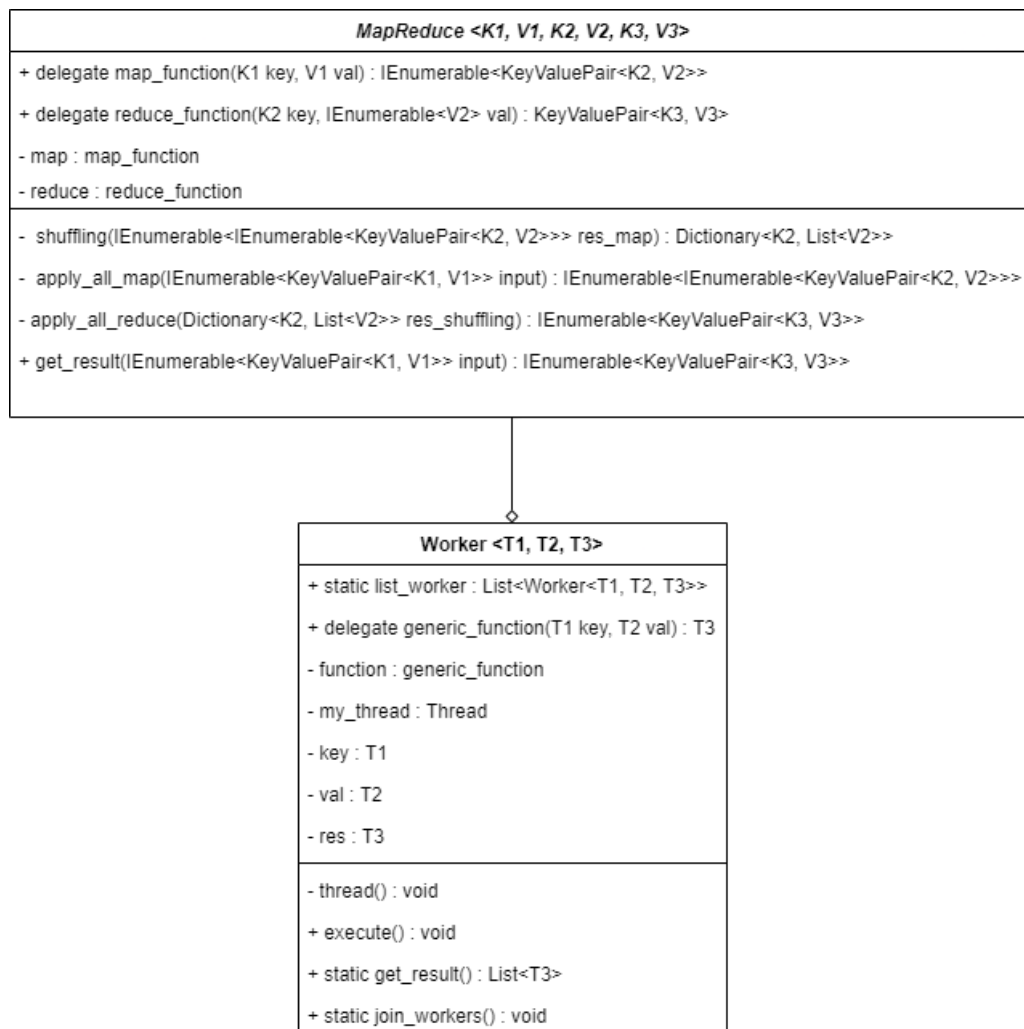 MapReduce <K1, V1, K2, V2, K3, V3>
+ delegate map_function(K1 key, V1 val) : IEnumerable<KeyValuePair<K2, V2>>
+ delegate reduce_function(K2 key, IEnumerable<V2> val) : KeyValuePair<K3, V3>
- map : map_function
- reduce : reduce_function
- shuffling(IEnumerable<IEnumerable<KeyValuePair<K2, V2>>> res_map) : Dictionary<K2, List<V2>>
- apply_all_map(IEnumerable<KeyValuePair<K1, V1>> input) : IEnumerable<IEnumerable<KeyValuePair<K2, V2>>>
- apply_all_reduce(Dictionary<K2, List<V2>> res_shuffling) : IEnumerable<KeyValuePair<K3, V3>>
+ get_result(IEnumerable<KeyValuePair<K1, V1>> input) : IEnumerable<KeyValuePair<K3, V3>>
Worker <T1, T2, T3>
+ static list_worker : List<Worker<T1, T2, T3>>
+ delegate generic_function(T1 key, T2 val) : T3
- function : generic_function
- my_thread : Thread
- key : T1
- val : T2
- res : T3
- thread() : void
+ execute() : void
+ static get_result() : List<T3>
+ static join_workers() : void